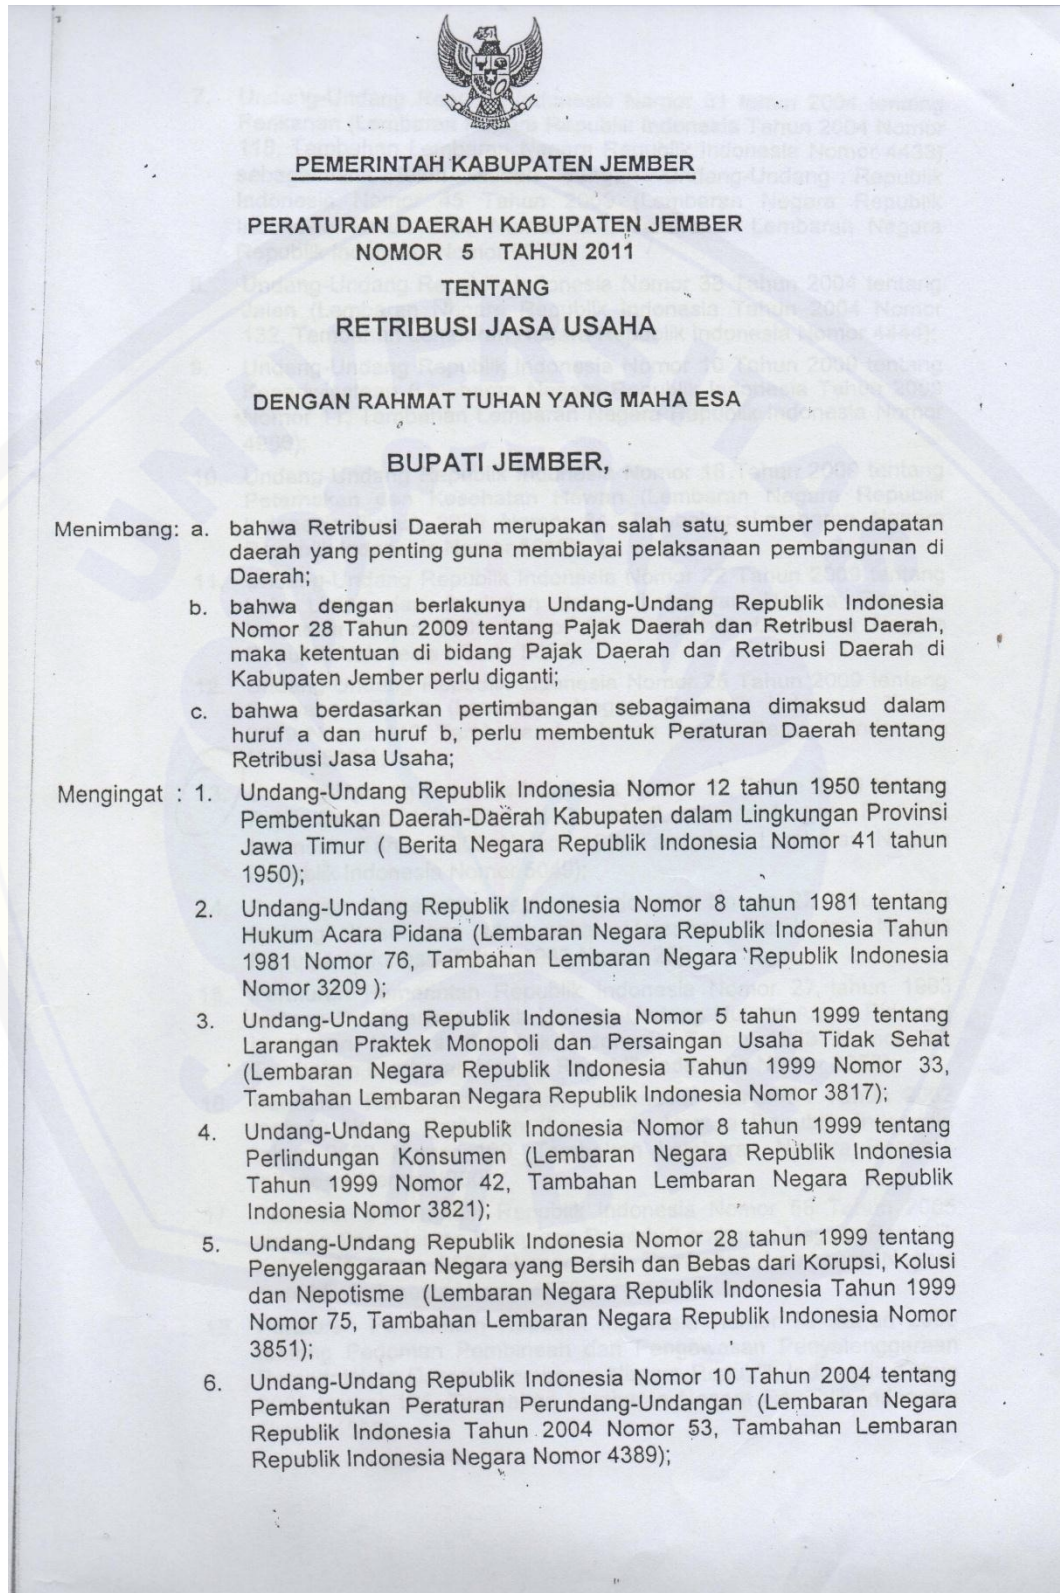 PEMERINTAH KABUPATEN JEMBER
PERATURAN DAERAH KABUPATEN JEMBER
NOMOR 5 TAHUN 2011
TENTANG
RETRIBUSI JASA USAHA
DENGAN RAHMAT TUHAN YANG MAHA ESA
BUPATI JEMBER,
Menimbang: a. bahwa Retribusi Daerah merupakan salah satu sumber pendapatan
daerah yang penting guna membiayai pelaksanaan pembangunan di
Daerah;
b. bahwa dengan berlakunya Undang-Undang Republik Indonesia
Nomor 28 Tahun 2009 tentang Pajak Daerah dan Retribusi Daerah,
maka ketentuan di bidang Pajak Daerah dan Retribusi Daerah di
Kabupaten Jember perlu diganti;
c. bahwa berdasarkan pertimbangan sebagaimana dimaksud dalam
huruf a dan huruf b, perlu membentuk Peraturan Daerah tentang
Retribusi Jasa Usaha;
Mengingat : 1. Undang-Undang Republik Indonesia Nomor 12 tahun 1950 tentang
Pembentukan Daerah-Daerah Kabupaten dalam Lingkungan Provinsi
Jawa Timur ( Berita Negara Republik Indonesia Nomor 41 tahun
1950);
2. Undang-Undang Republik Indonesia Nomor 8 tahun 1981 tentang
Hukum Acara Pidana (Lembaran Negara Republik Indonesia Tahun
1981 Nomor 76, Tambahan Lembaran Negara Republik Indonesia
Nomor 3209 );
3. Undang-Undang Republik Indonesia Nomor 5 tahun 1999 tentang
Larangan Praktek Monopoli dan Persaingan Usaha Tidak Sehat
(Lembaran Negara Republik Indonesia Tahun 1999 Nomor 33,
Tambahan Lembaran Negara Republik Indonesia Nomor 3817);
4. Undang-Undang Republik Indonesia Nomor 8 tahun 1999 tentang
Perlindungan Konsumen (Lembaran Negara Republik Indonesia
Tahun 1999 Nomor 42, Tambahan Lembaran Negara Republik
Indonesia Nomor 3821);
5. Undang-Undang Republik Indonesia Nomor 28 tahun 1999 tentang
Penyelenggaraan Negara yang Bersih dan Bebas dari Korupsi, Kolusi
dan Nepotisme (Lembaran Negara Republik Indonesia Tahun 1999
Nomor 75, Tambahan Lembaran Negara Republik Indonesia Nomor
3851);
6. Undang-Undang Republik Indonesia Nomor 10 Tahun 2004 tentang
Pembentukan Peraturan Perundang-Undangan (Lembaran Negara
Republik Indonesia Tahun 2004 Nomor 53, Tambahan Lembaran
Republik Indonesia Negara Nomor 4389);